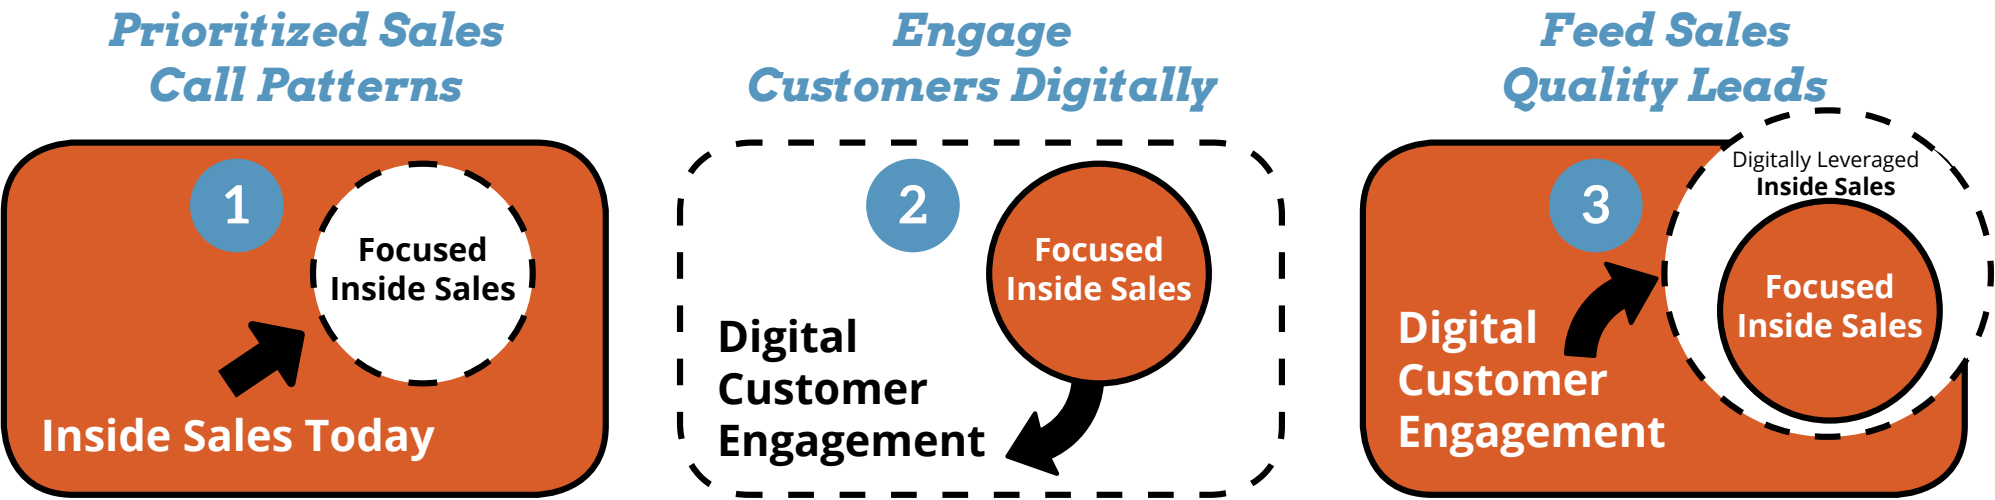 Prioritized Sales
Call Patterns
1
Focused
Inside Sales
Inside Sales Today
Engage
Customers Digitally
2
Focused
Inside Sales
Digital
Customer
Engagement
Feed Sales
Quality Leads
3
Digitally Leveraged
Inside Sales
Focused
Inside Sales
Digital
Customer
Engagement